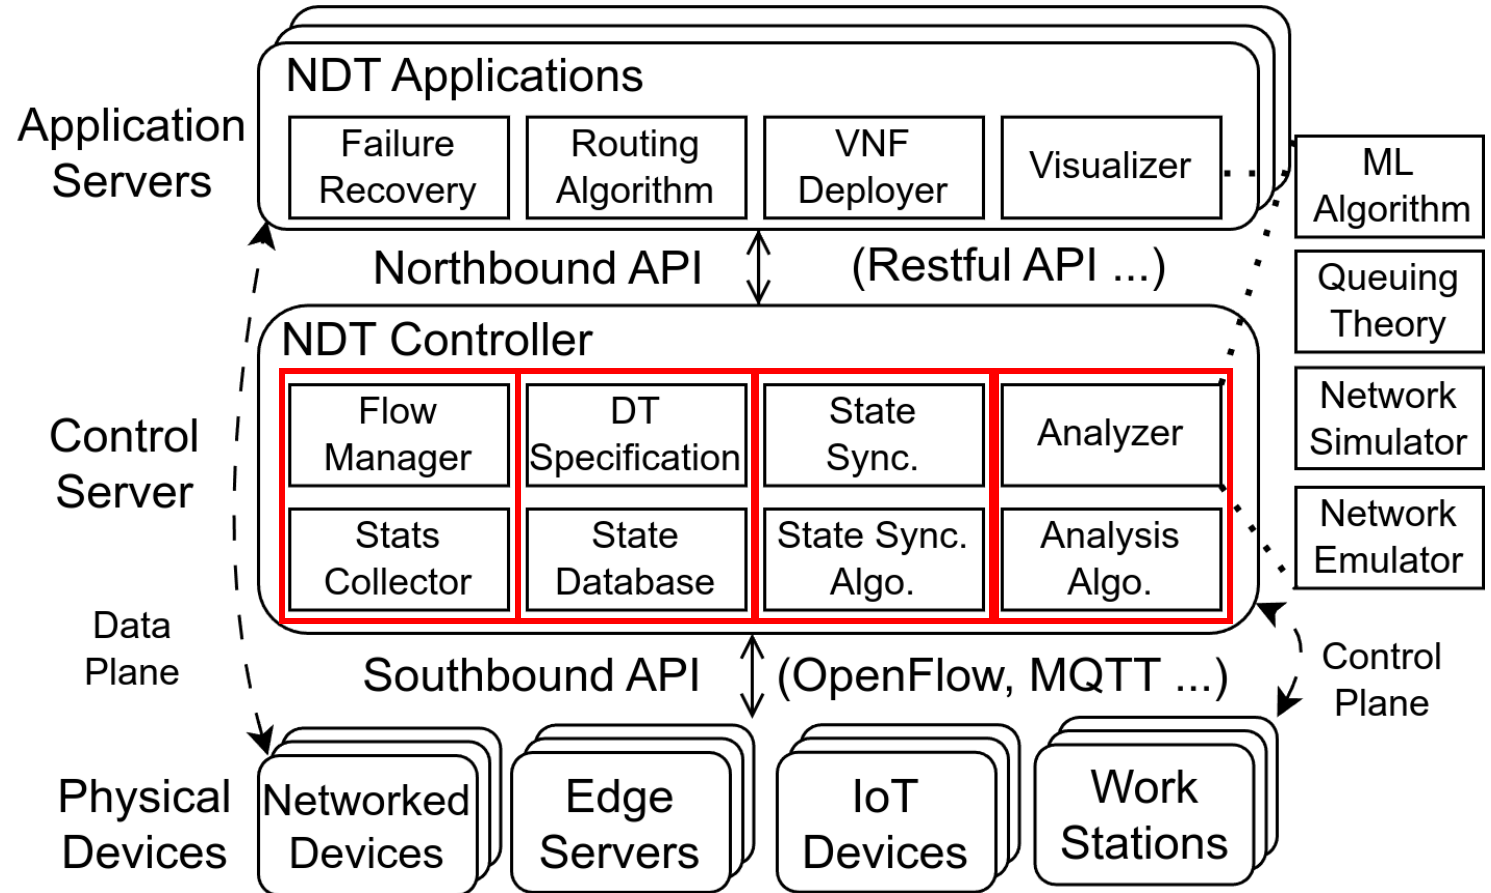 NDT Applications
Application
Servers
Failure
Recovery
Routing
Algorithm
VNF
Deployer
Visualizer
ML
Algorithm
Queuing
Theory
Network
Simulator
Network
Emulator
Northbound API
(Restful API ...)
NDT Controller
Control
Server
Flow
Manager
DT
Specification
State
Sync.
Analyzer
Stats
Collector
State
Database
State Sync.
Algo.
Analysis
Algo.
Data
Plane
Southbound API
(OpenFlow, MQTT ...)
Control
Plane
Physical
Devices
Networked
Devices
Edge
Servers
IoT
Devices
Work
Stations